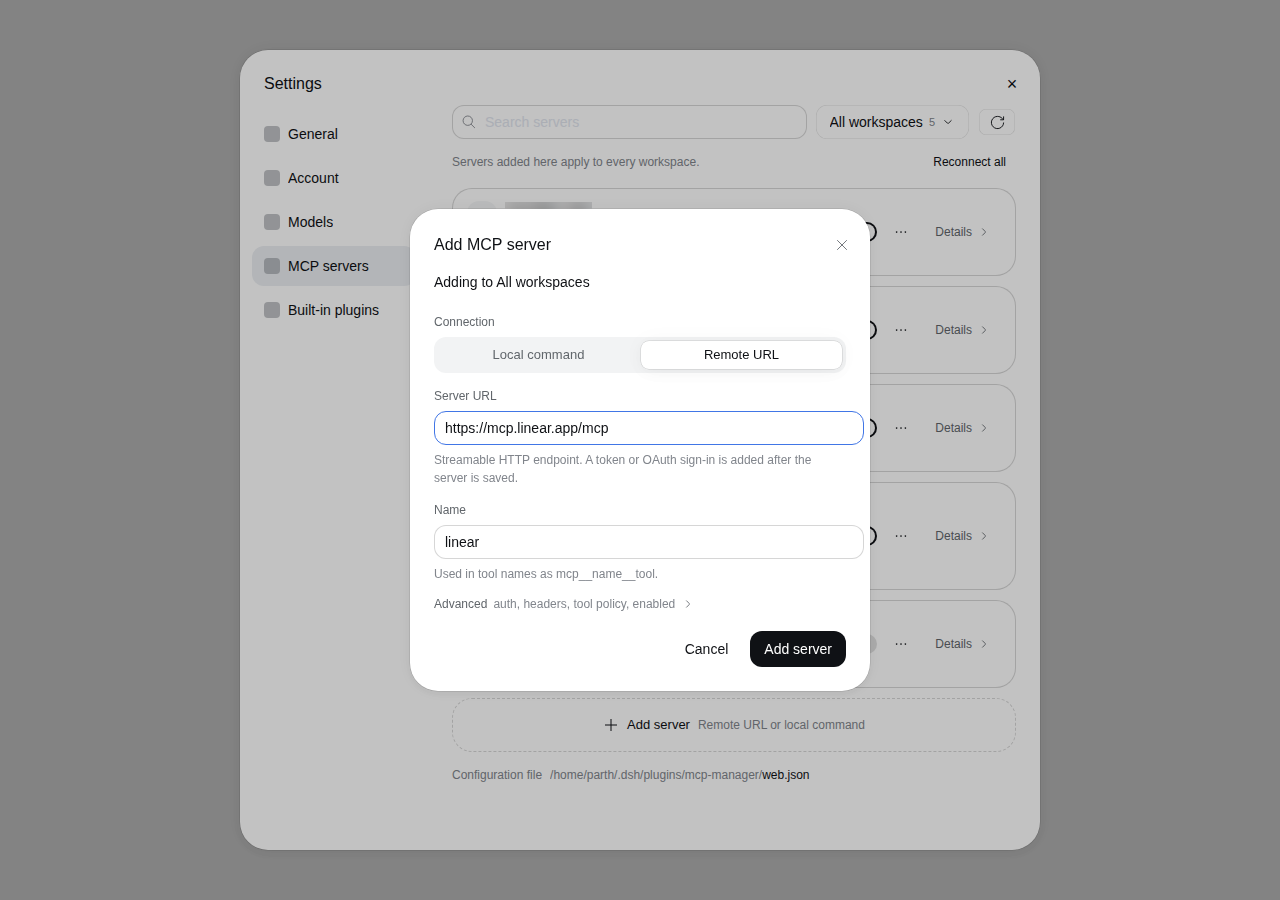 Settings
×
General
Account
Models
MCP servers
Built-in plugins
Search servers
All workspaces 5
Servers added here apply to every workspace.
Reconnect all
Details
Details
Details
Details
Details
Add MCP server
Adding to All workspaces
Connection
Local command
Remote URL
Server URL
https://mcp.linear.app/mcp
Streamable HTTP endpoint. A token or OAuth sign-in is added after the
server is saved.
Name
linear
Used in tool names as mcp__name__tool.
Advanced auth, headers, tool policy, enabled
Cancel
Add server
Add server Remote URL or local command
Configuration file /home/parth/.dsh/plugins/mcp-manager/web.json